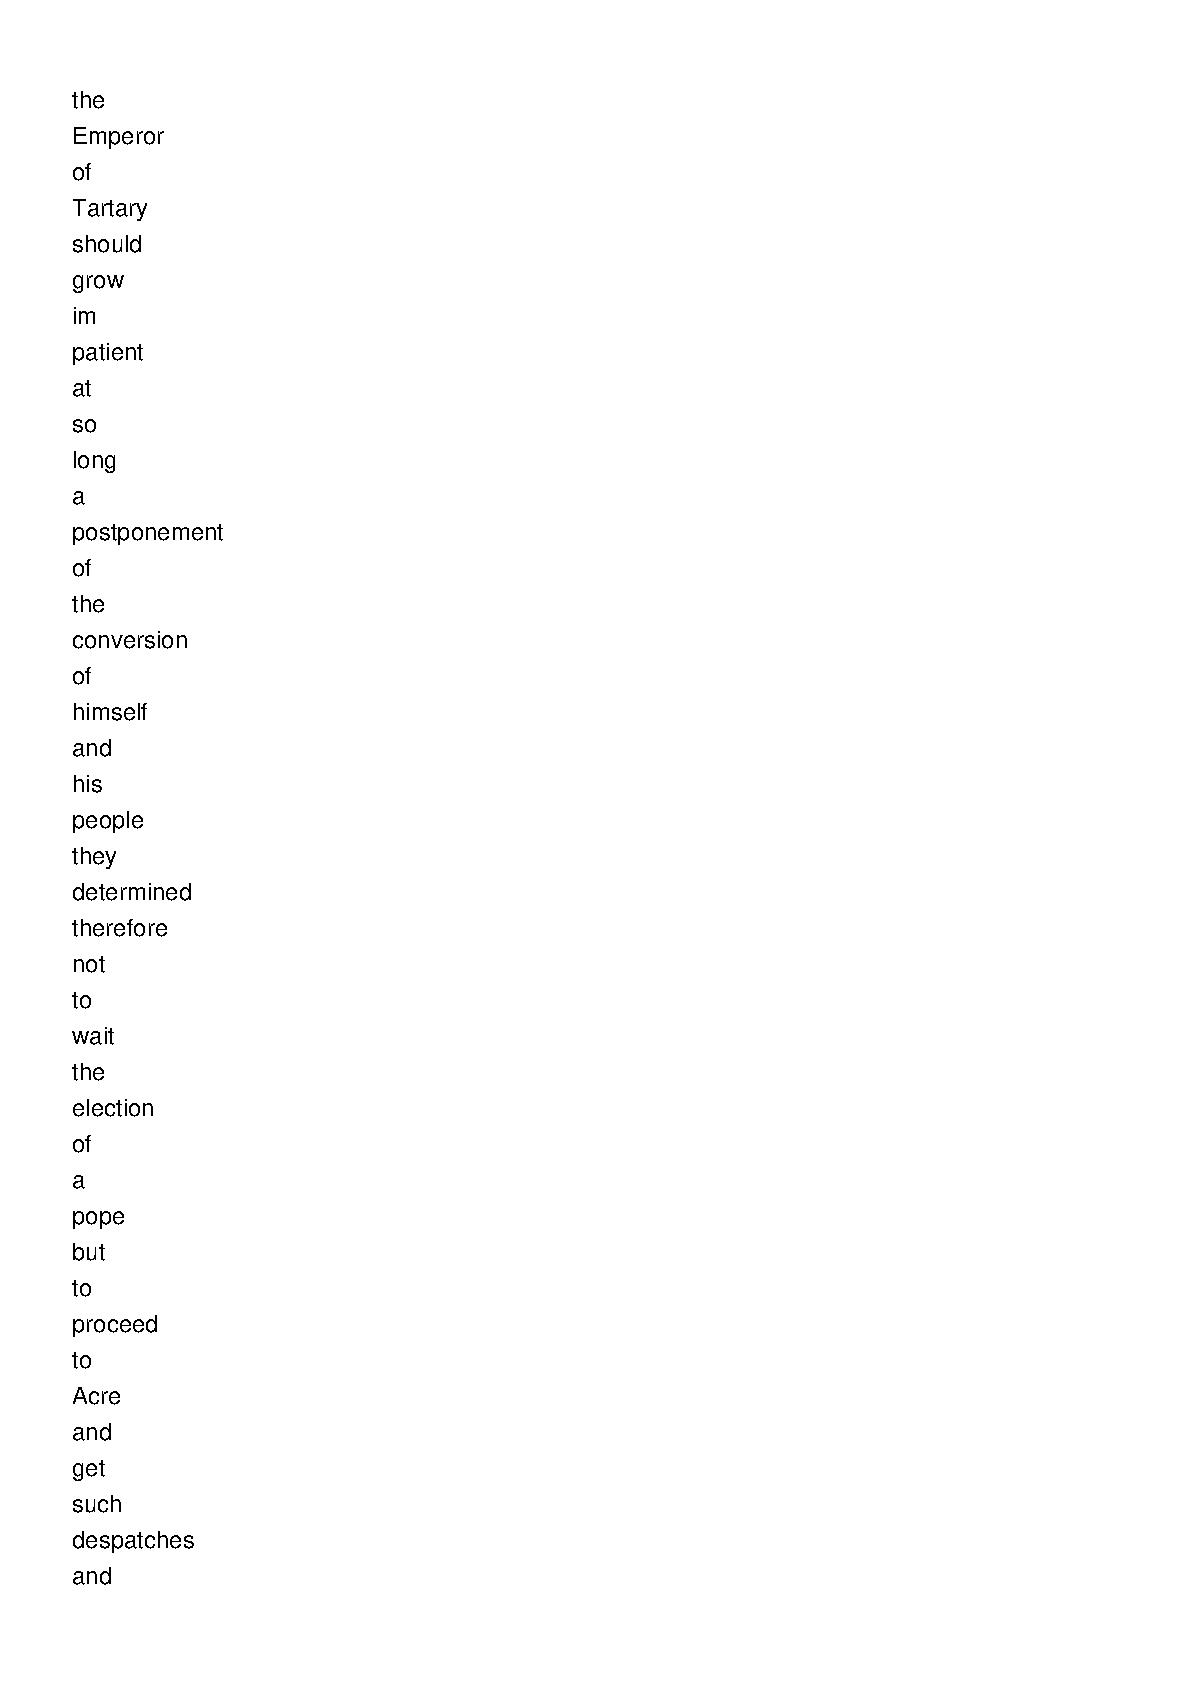 the
Emperor
of
Tartary
should
grow
im
patient
at
so
long
a
postponement
of
the
conversion
of
himself
and
his
people
they
determined
therefore
not
to
wait
the
election
of
a
pope
but
to
proceed
to
Acre
and
get
such
despatches
and